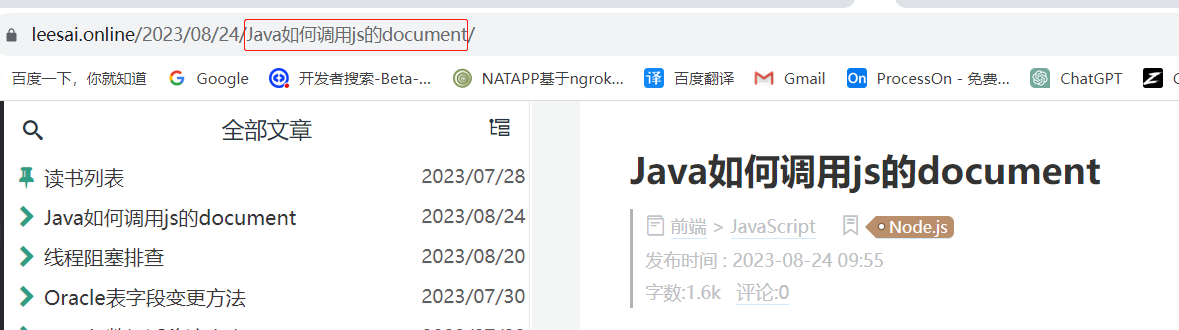 leesai.online/2023/08/24/Java如何调用js的document/
百度一下，你就知道 Google 开发者搜索-Beta-... NATAPP基于ngrok... 百度翻译 Gmail ProcessOn - 免费... ChatGPT
全部文章
读书列表 2023/07/28
Java如何调用js的document 2023/08/24
线程阻塞排查 2023/08/20
Oracle表字段变更方法 2023/07/30
Java如何调用js的document
前端 > JavaScript Node.js
发布时间 : 2023-08-24 09:55
字数:1.6k 评论:0